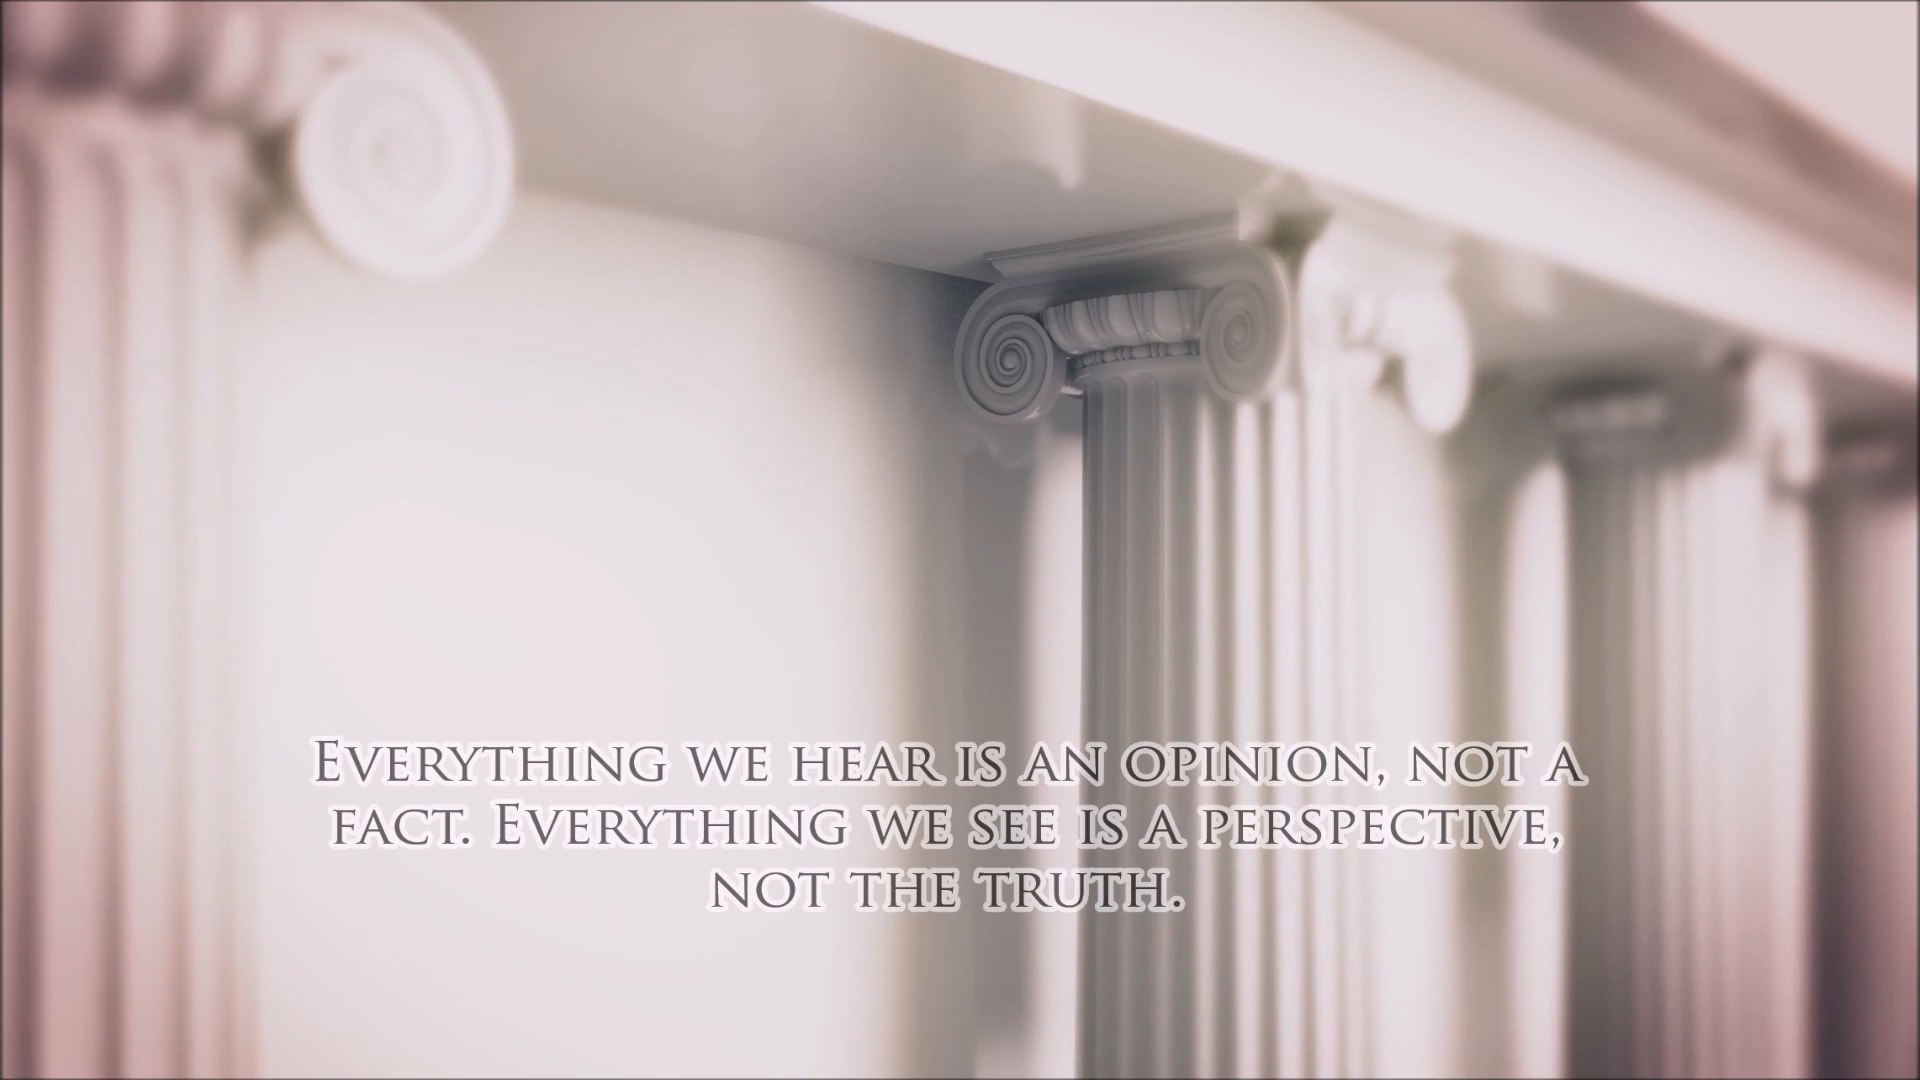 Everything we hear is an opinion, not a
fact. Everything we see is a perspective,
not the truth.